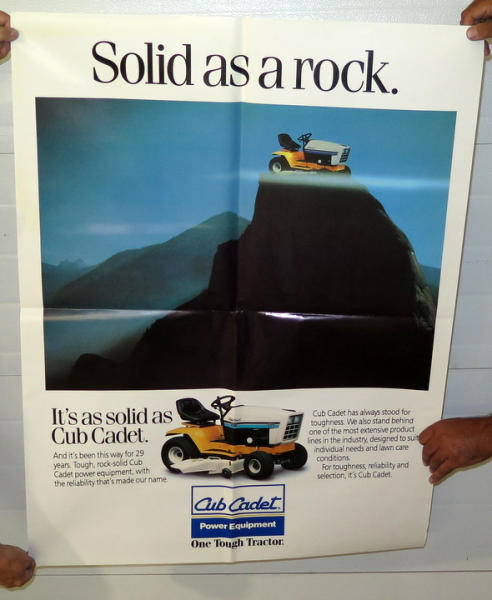 Solid as a rock.
It's as solid as
Cub Cadet.
And it's been this way for 29
years. Tough, rock-solid Cub
Cadet power equipment, with
the reliability that's made our name.
Cub Cadet has always stood for
toughness. We also stand behind
one of the most extensive product
lines in the industry, designed to suit
individual needs and lawn care
conditions.
For toughness, reliability and
selection, it's Cub Cadet.
Cub Cadet
Power Equipment
One Tough Tractor.